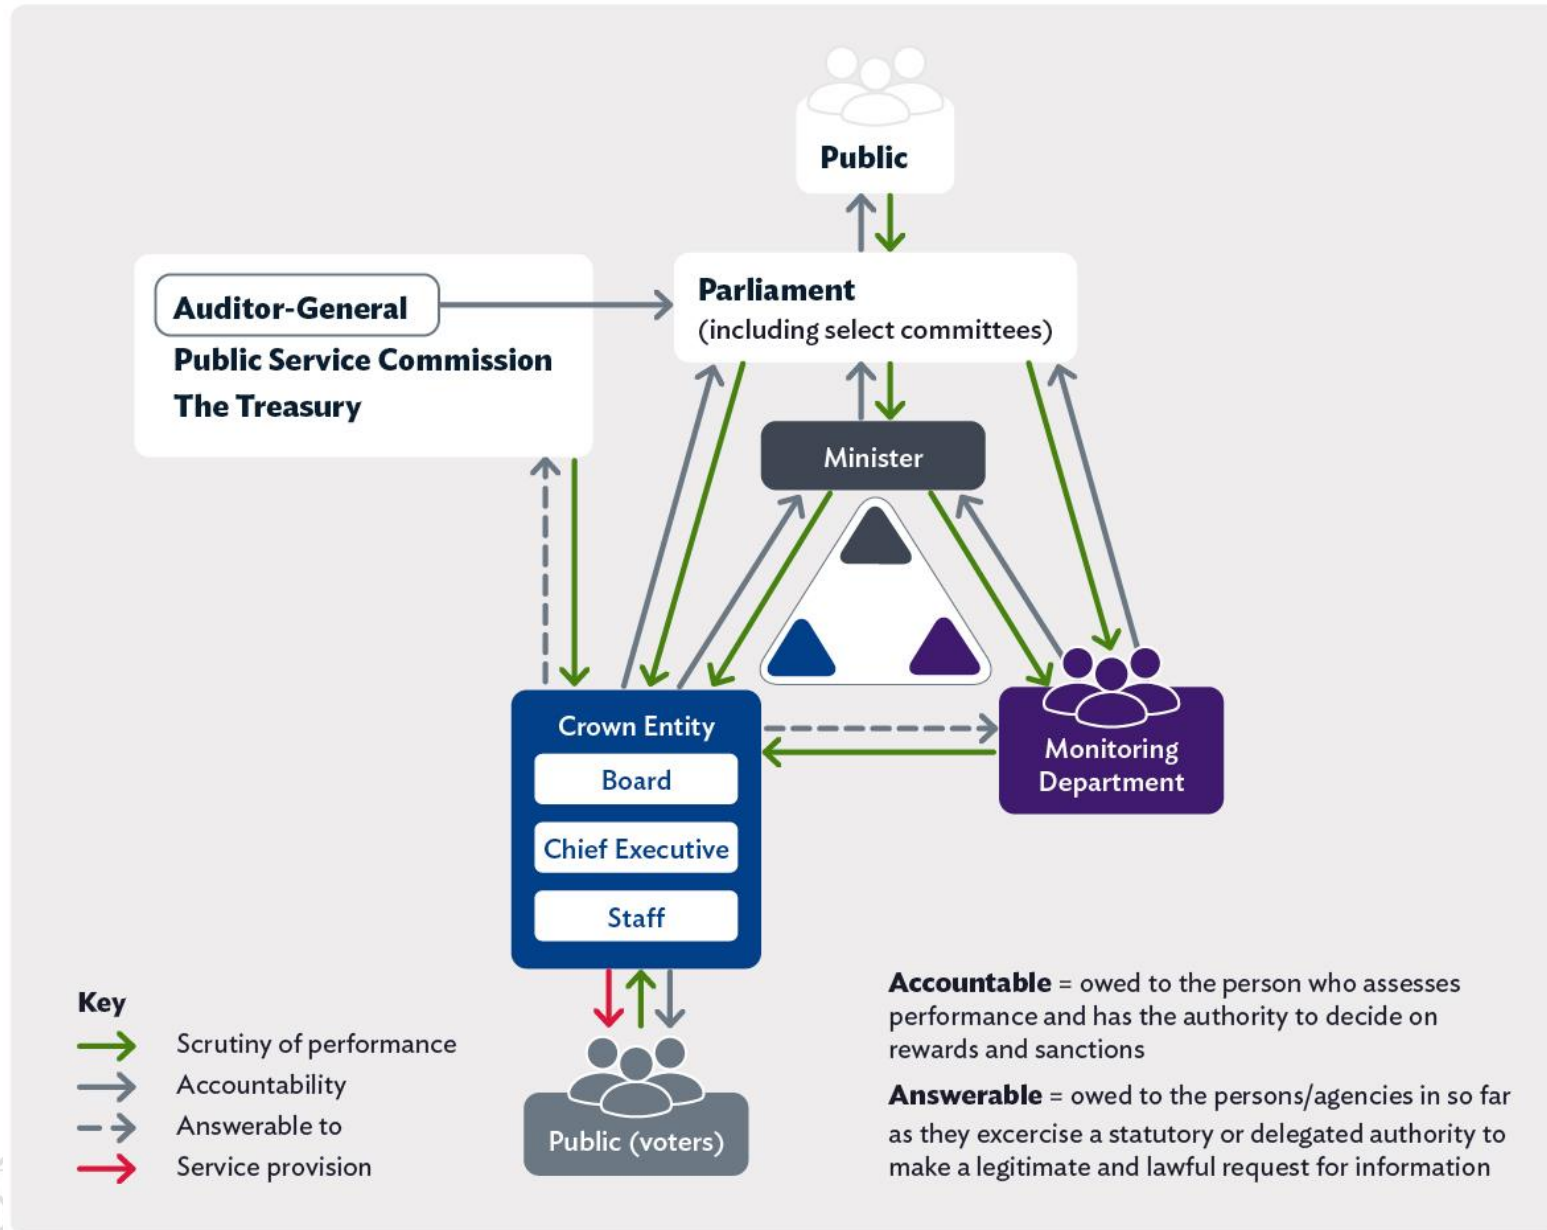 Public
Auditor-General
Public Service Commission
The Treasury
Parliament
(including select committees)
Minister
Crown Entity
Board
Chief Executive
Staff
Monitoring
Department
Public (voters)
Key
Scrutiny of performance
Accountability
Answerable to
Service provision
Accountable = owed to the person who assesses
performance and has the authority to decide on
rewards and sanctions
Answerable = owed to the persons/agencies in so far
as they excercise a statutory or delegated authority to
make a legitimate and lawful request for information